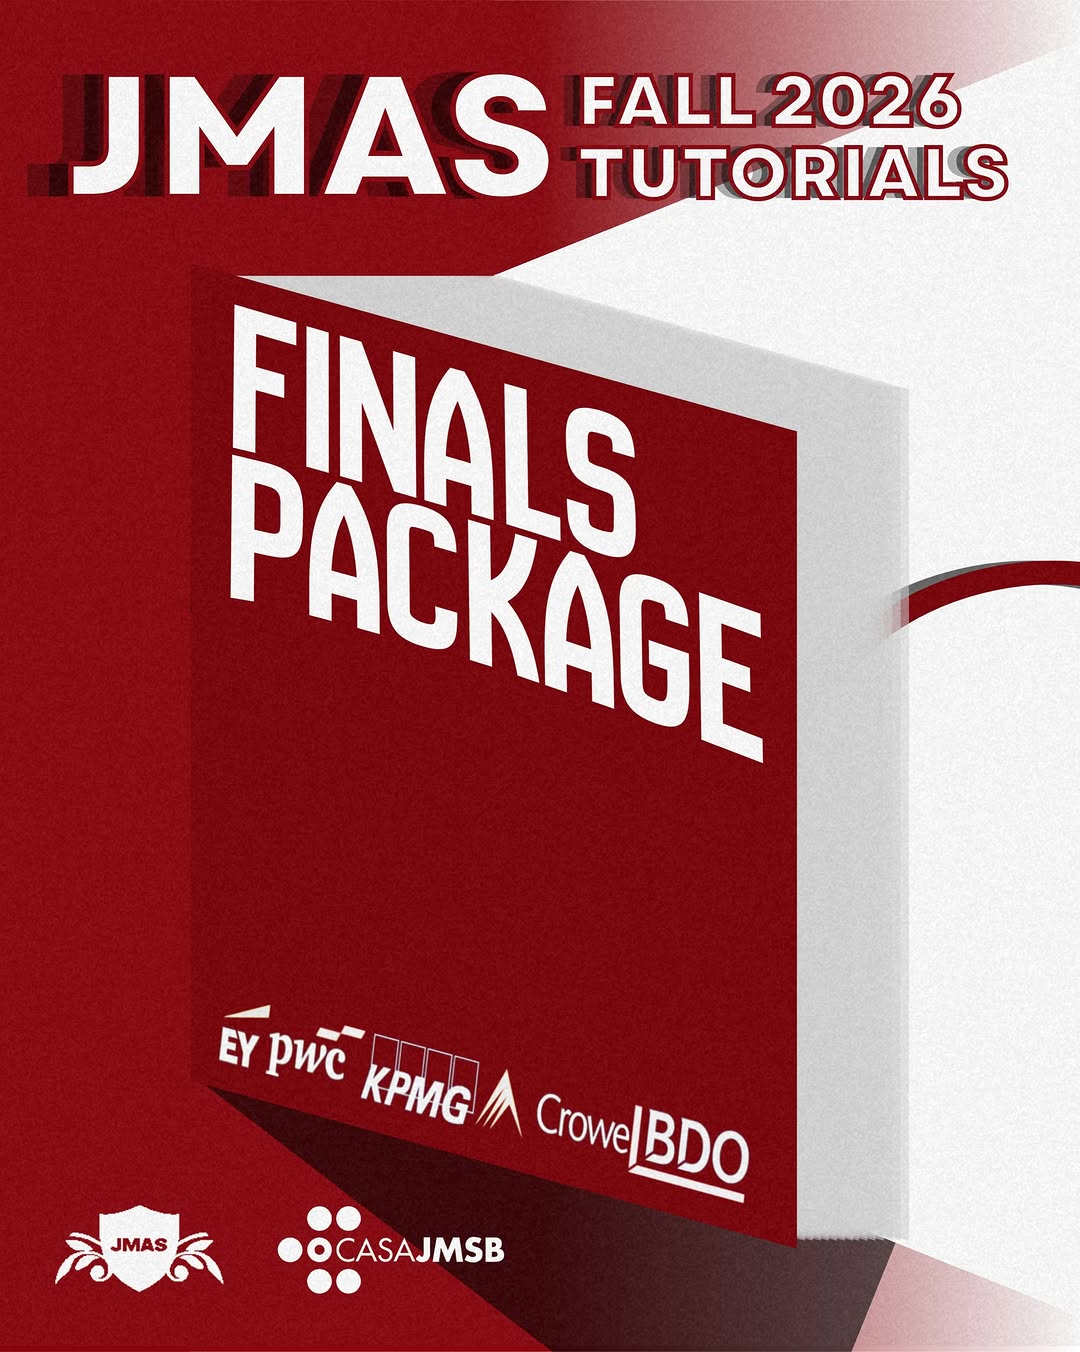 JMAS
FALL 2026
TUTORIALS
FINALS
PACKAGE
EY pwc KPMG Crowe BDO
JMAS CASAJMSB